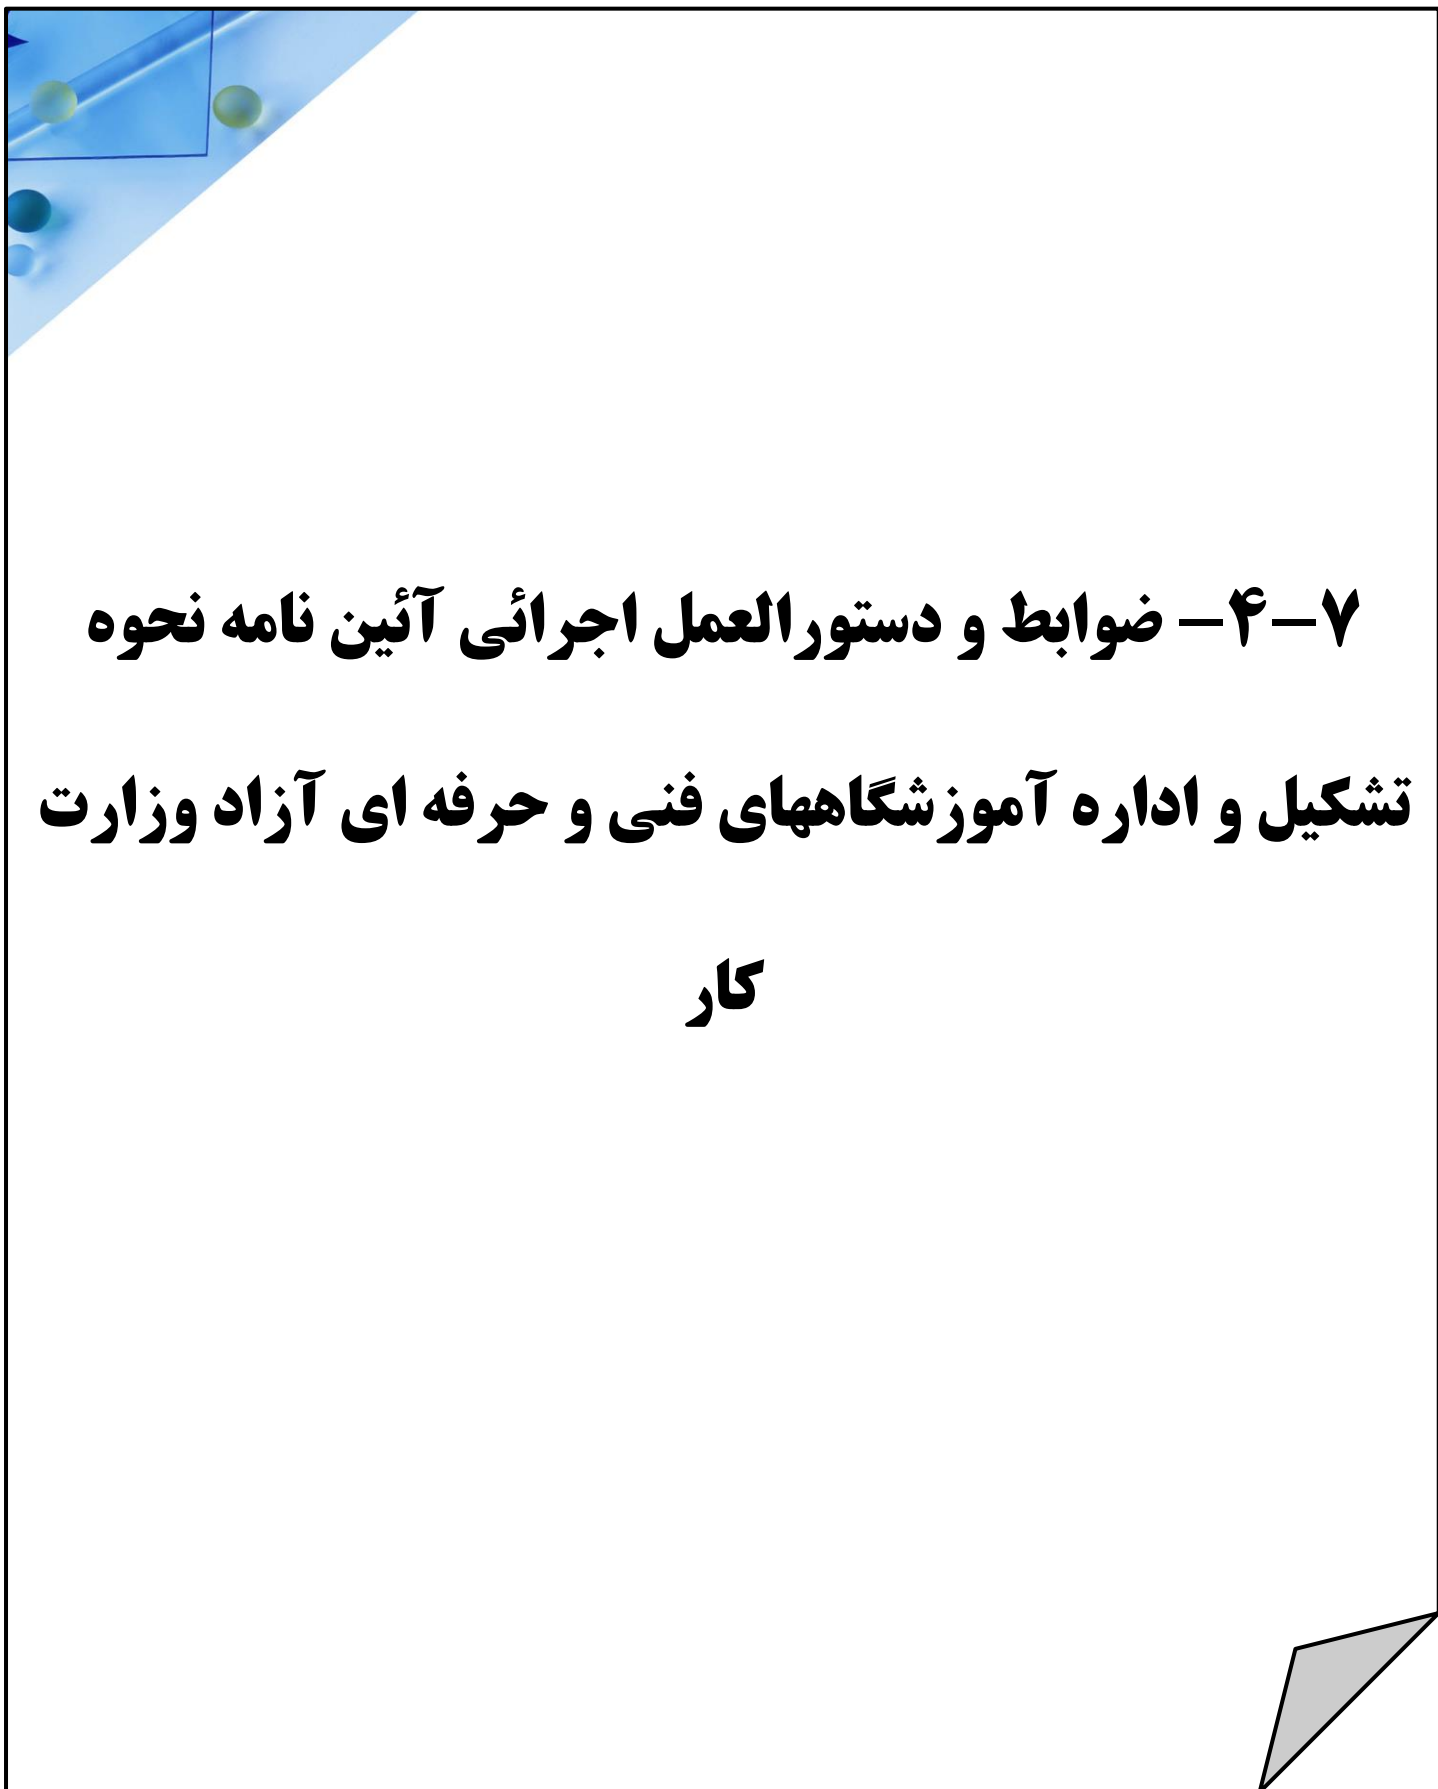 ۷-۴- ضوابط و دستورالعمل اجرائی آئین نامه نحوه
تشکیل و اداره آموزشگاههای فنی و حرفه ای آزاد وزارت
کار